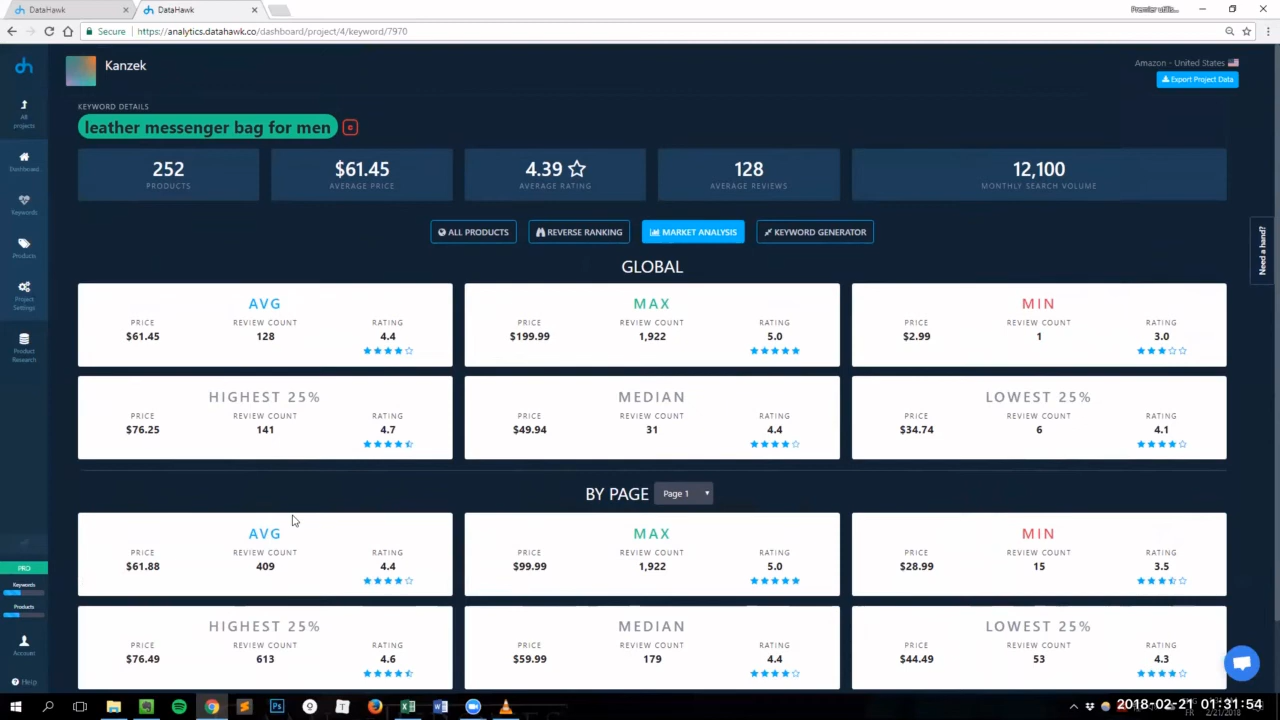 DataHawk
DataHawk
Secure https://analytics.datahawk.co/dashboard/project/4/keyword/7970
Kanzek
Amazon - United States
Export Project Data
All projects
Dashboard
Keywords
Products
Project Settings
Product Research
PRO
Keywords
Products
Account
Help
KEYWORD DETAILS
leather messenger bag for men
252
PRODUCTS
$61.45
AVERAGE PRICE
4.39
AVERAGE RATING
128
AVERAGE REVIEWS
12,100
MONTHLY SEARCH VOLUME
ALL PRODUCTS
REVERSE RANKING
MARKET ANALYSIS
KEYWORD GENERATOR
Need a hand?
GLOBAL
AVG
PRICE REVIEW COUNT RATING
$61.45 128 4.4
MAX
PRICE REVIEW COUNT RATING
$199.99 1,922 5.0
MIN
PRICE REVIEW COUNT RATING
$2.99 1 3.0
HIGHEST 25%
PRICE REVIEW COUNT RATING
$76.25 141 4.7
MEDIAN
PRICE REVIEW COUNT RATING
$49.94 31 4.4
LOWEST 25%
PRICE REVIEW COUNT RATING
$34.74 6 4.1
BY PAGE Page 1
AVG
PRICE REVIEW COUNT RATING
$61.88 409 4.4
MAX
PRICE REVIEW COUNT RATING
$99.99 1,922 5.0
MIN
PRICE REVIEW COUNT RATING
$28.99 15 3.5
HIGHEST 25%
PRICE REVIEW COUNT RATING
$76.49 613 4.6
MEDIAN
PRICE REVIEW COUNT RATING
$59.99 179 4.4
LOWEST 25%
PRICE REVIEW COUNT RATING
$44.49 53 4.3
2018-02-21 01:31:54